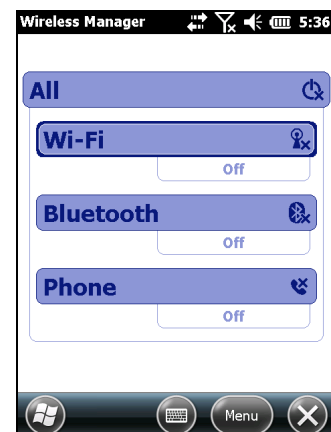 Wireless Manager 5:36
All
Wi-Fi
Off
Bluetooth
Off
Phone
Off
Menu